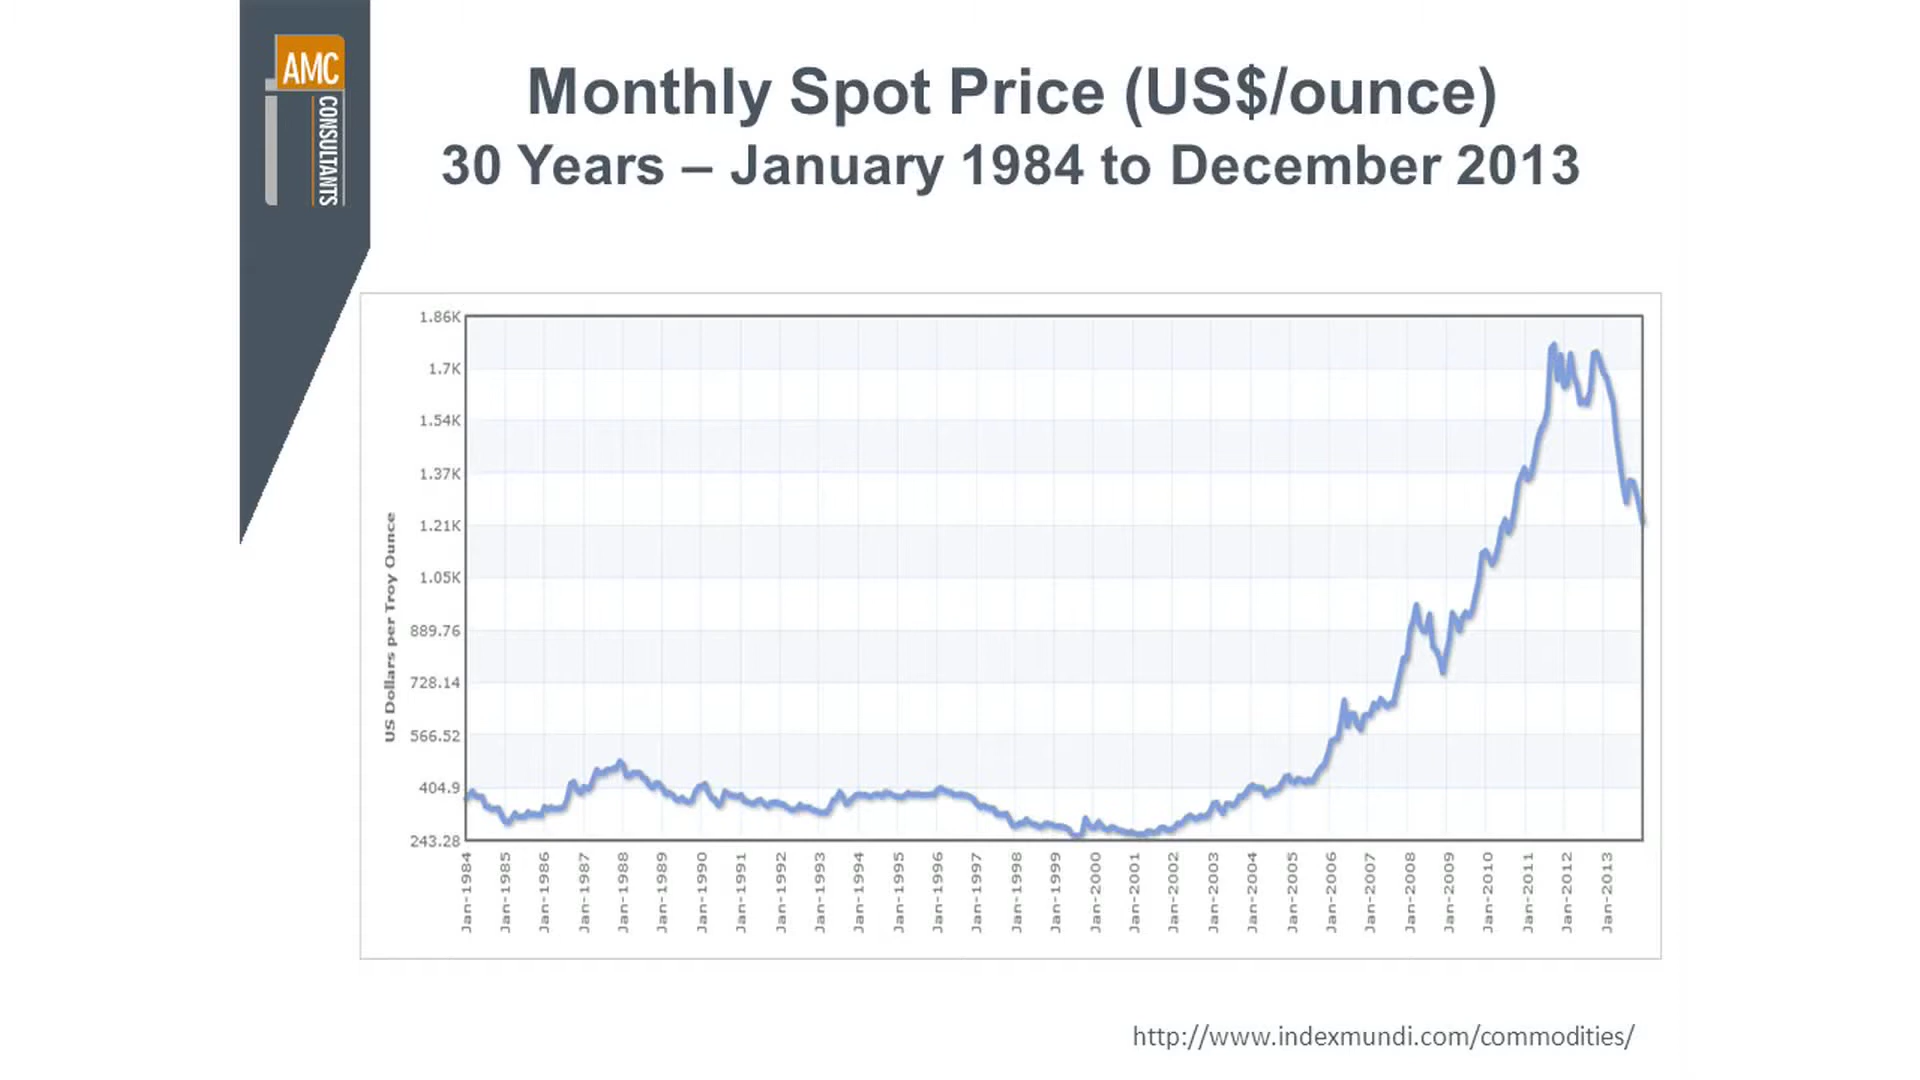 AMC
CONSULTANTS
Monthly Spot Price (US$/ounce)
30 Years – January 1984 to December 2013
US Dollars per Troy Ounce
1.86K
1.7K
1.54K
1.37K
1.21K
1.05K
889.76
728.14
566.52
404.9
243.28
Jan-1984
Jan-1985
Jan-1986
Jan-1987
Jan-1988
Jan-1989
Jan-1990
Jan-1991
Jan-1992
Jan-1993
Jan-1994
Jan-1995
Jan-1996
Jan-1997
Jan-1998
Jan-1999
Jan-2000
Jan-2001
Jan-2002
Jan-2003
Jan-2004
Jan-2005
Jan-2006
Jan-2007
Jan-2008
Jan-2009
Jan-2010
Jan-2011
Jan-2012
Jan-2013
http://www.indexmundi.com/commodities/